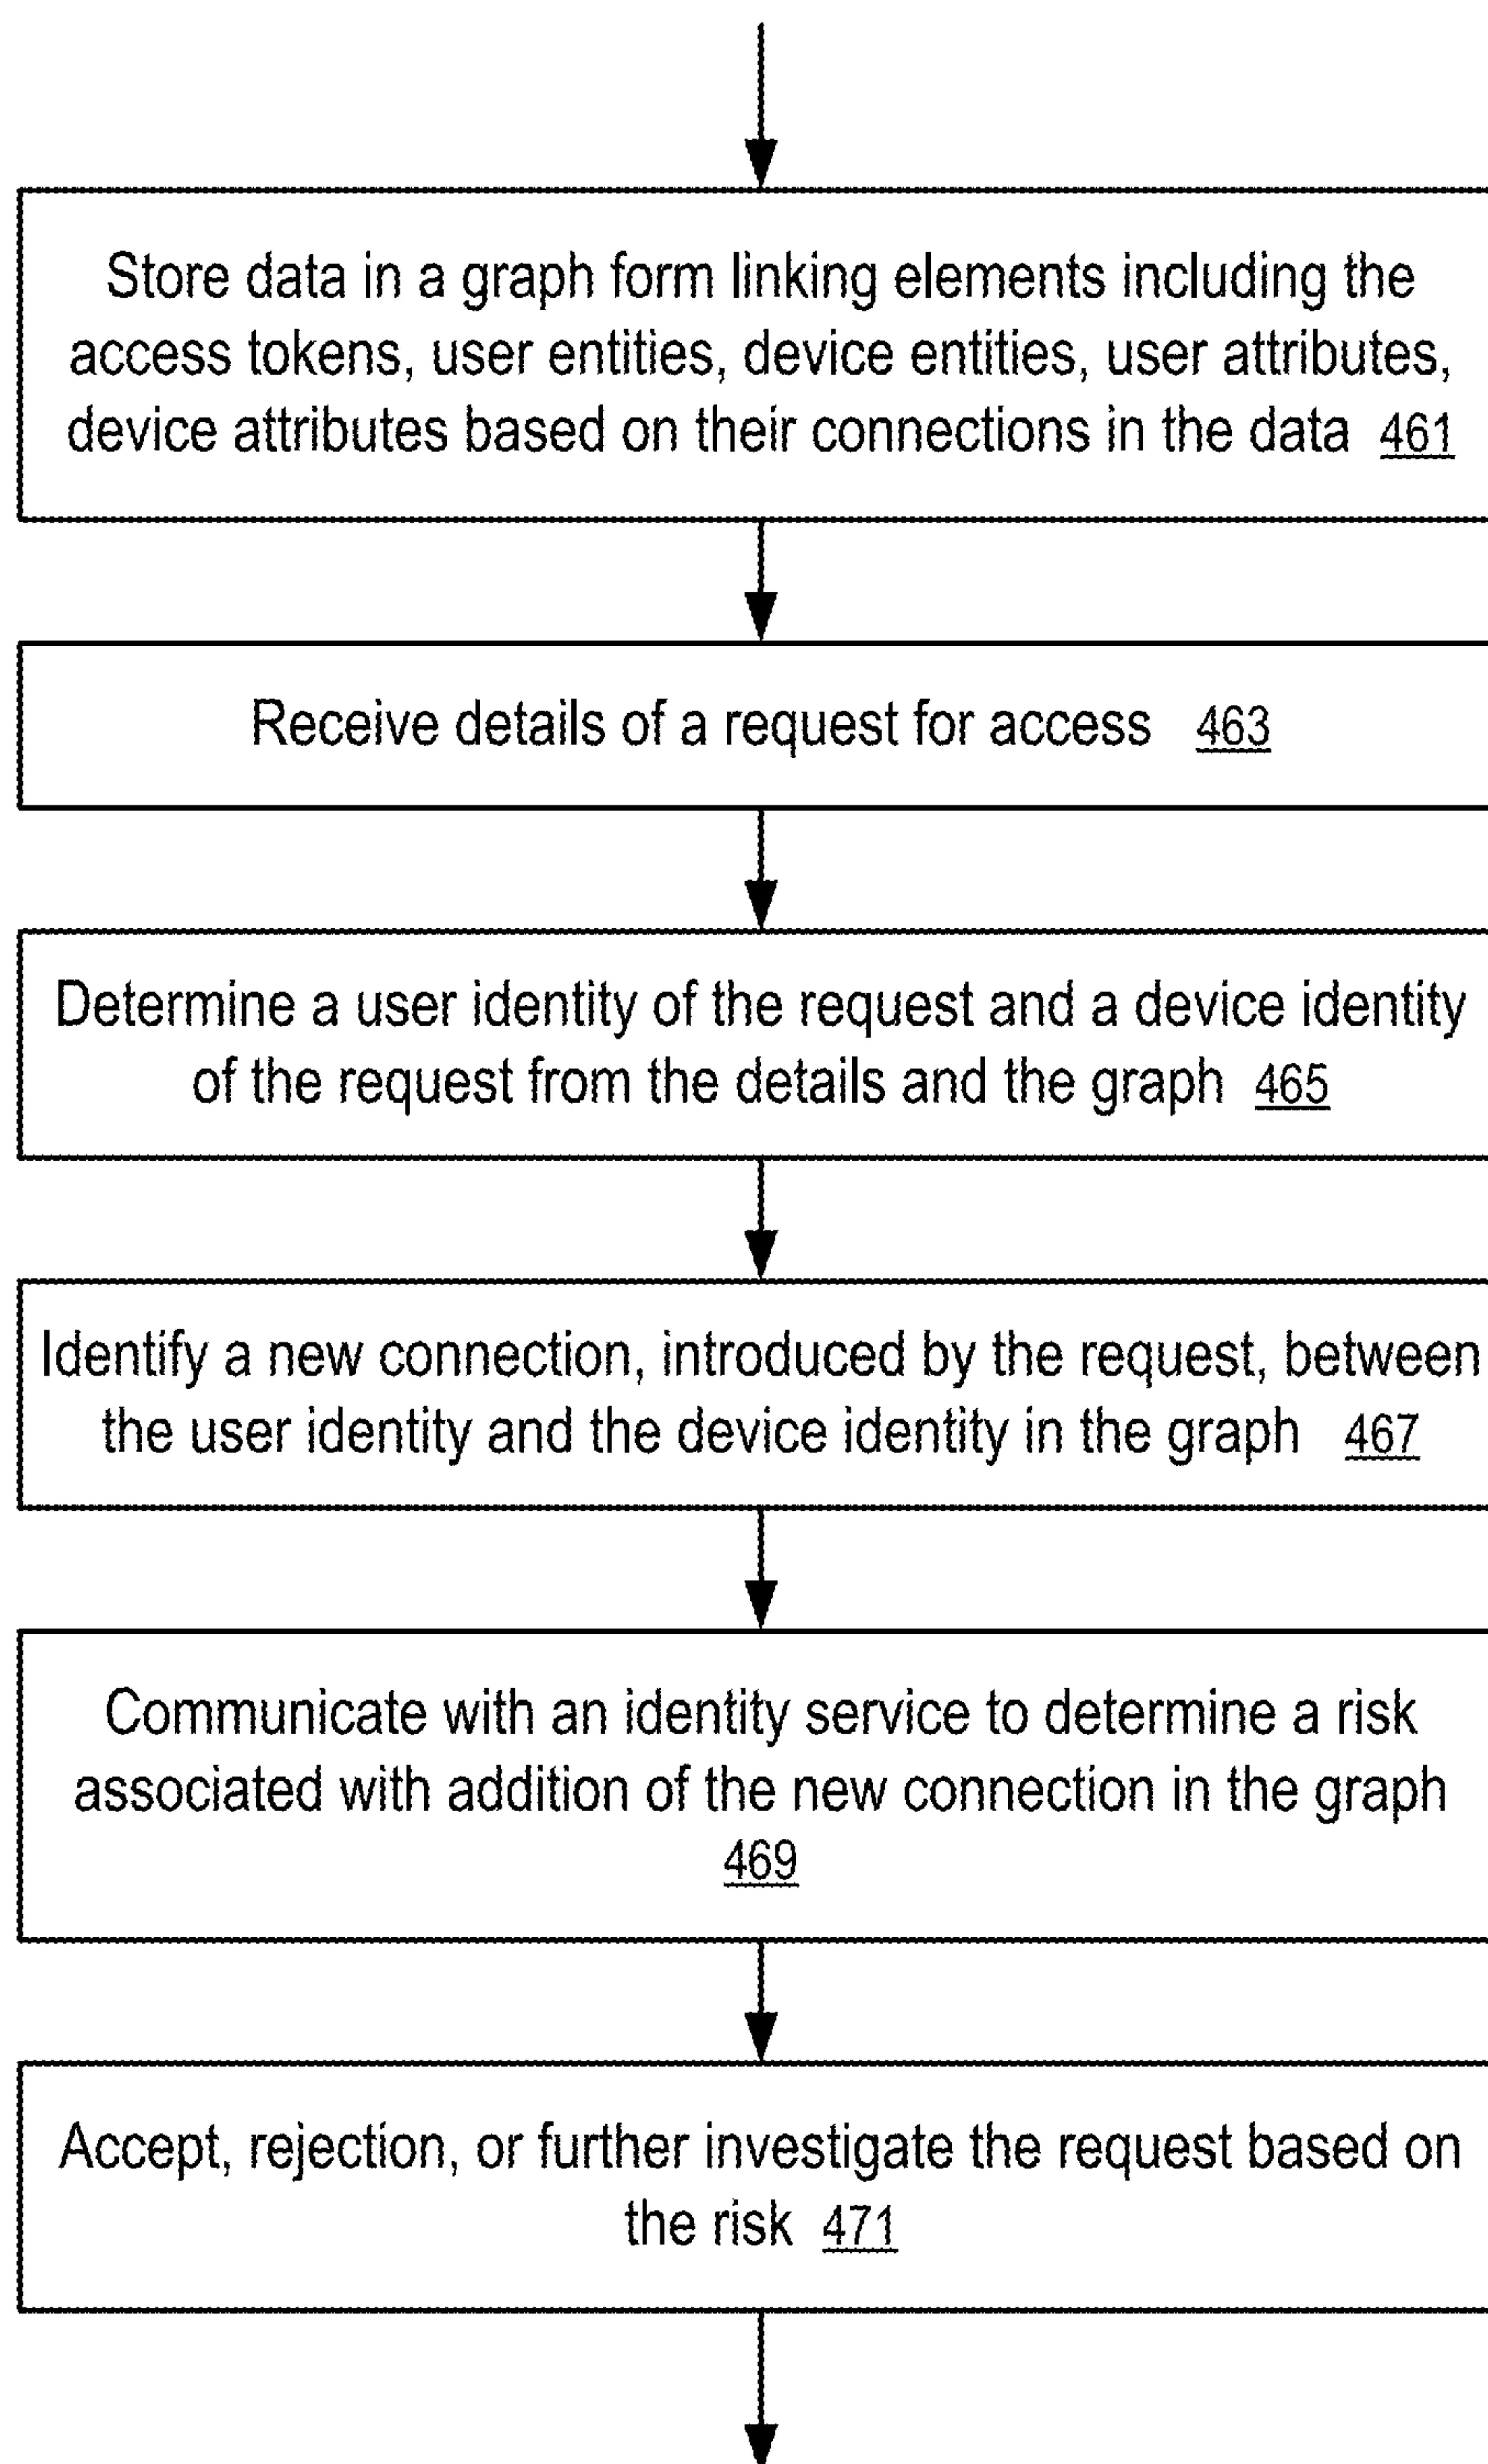 Store data in a graph form linking elements including the
access tokens, user entities, device entities, user attributes,
device attributes based on their connections in the data 461
Receive details of a request for access 463
Determine a user identity of the request and a device identity
of the request from the details and the graph 465
Identify a new connection, introduced by the request, between
the user identity and the device identity in the graph 467
Communicate with an identity service to determine a risk
associated with addition of the new connection in the graph
469
Accept, rejection, or further investigate the request based on
the risk 471